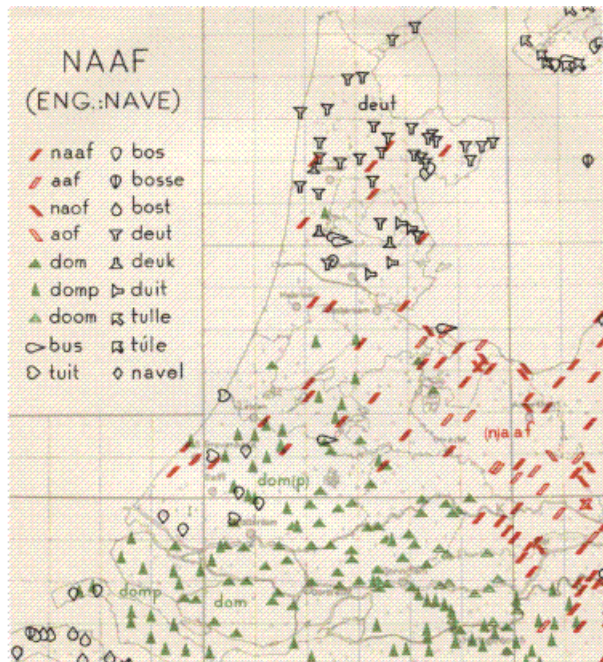 NAAF
(ENG.:NAVE)
naaf
aaf
naof
aof
dom
domp
doom
bus
tuit
bos
bosse
bost
deut
deuk
duit
tulle
túle
navel
deut
(n)aaf
dom(p)
domp
dom